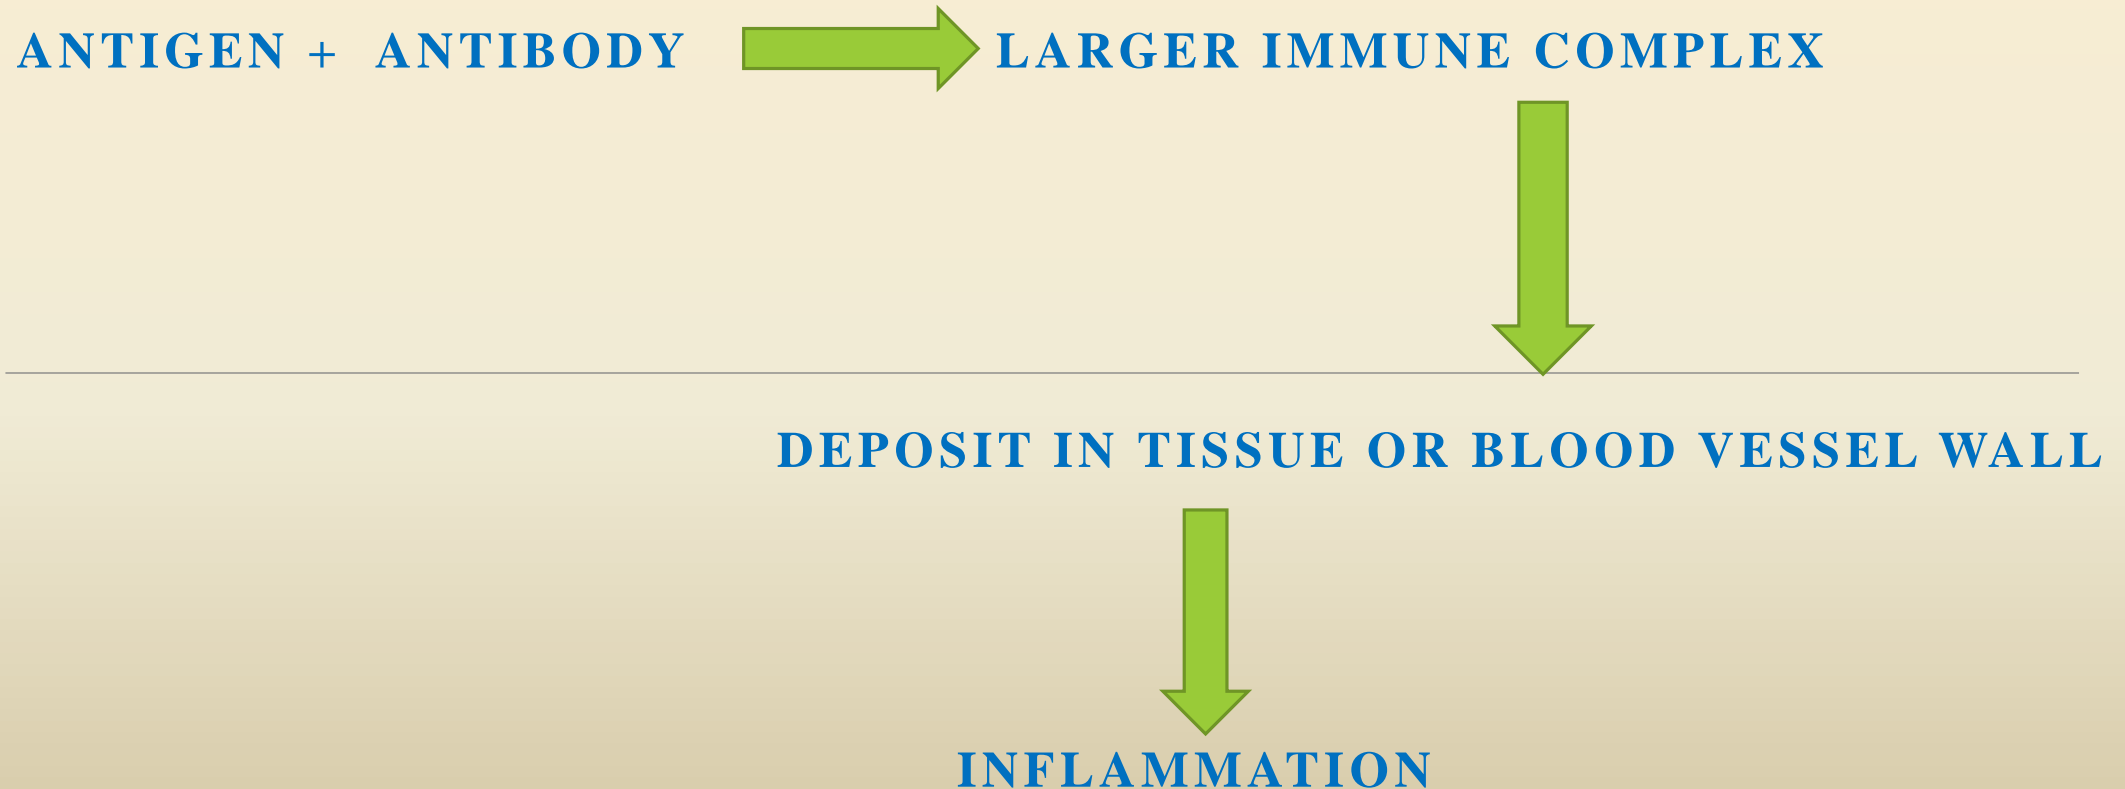 ANTIGEN + ANTIBODY LARGER IMMUNE COMPLEX
DEPOSIT IN TISSUE OR BLOOD VESSEL WALL
INFLAMMATION